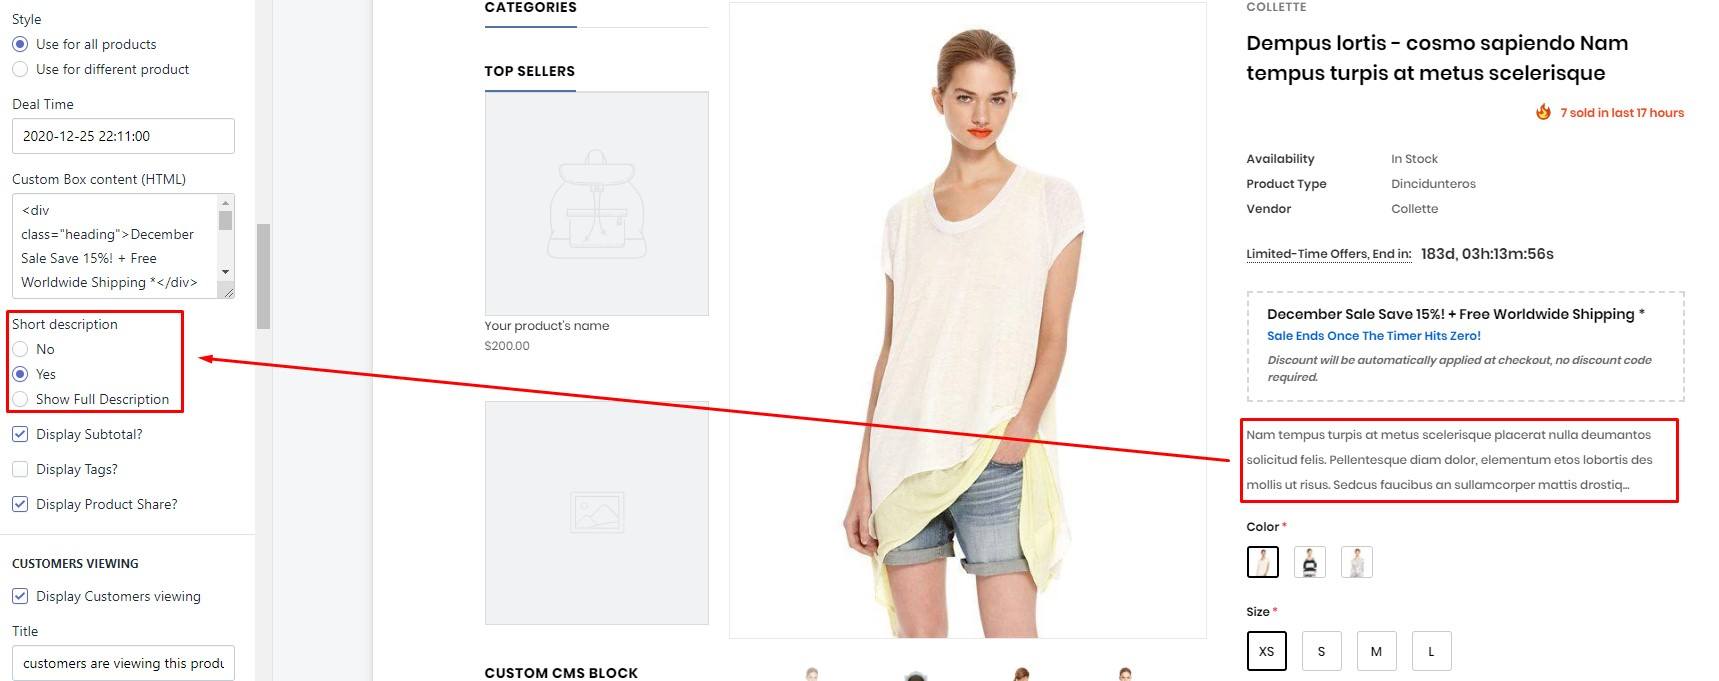 Style
Use for all products
Use for different product
Deal Time
2020-12-25 22:11:00
Custom Box content (HTML)
<div
class="heading">December
Sale Save 15%! + Free
Worldwide Shipping *</div>
Short description
No
Yes
Show Full Description
Display Subtotal?
Display Tags?
Display Product Share?
CUSTOMERS VIEWING
Display Customers viewing
Title
customers are viewing this produ
CATEGORIES
TOP SELLERS
Your product's name
$200.00
CUSTOM CMS BLOCK
COLLETTE
Dempus lortis - cosmo sapiendo Nam
tempus turpis at metus scelerisque
7 sold in last 17 hours
Availability In Stock
Product Type Dincidunteros
Vendor Collette
Limited-Time Offers, End in: 183d, 03h:13m:56s
December Sale Save 15%! + Free Worldwide Shipping *
Sale Ends Once The Timer Hits Zero!
Discount will be automatically applied at checkout, no discount code
required.
Nam tempus turpis at metus scelerisque placerat nulla deumantos
solicitud felis. Pellentesque diam dolor, elementum etos lobortis des
mollis ut risus. Sedcus faucibus an sullamcorper mattis drostiq...
Color *
Size *
XS S M L